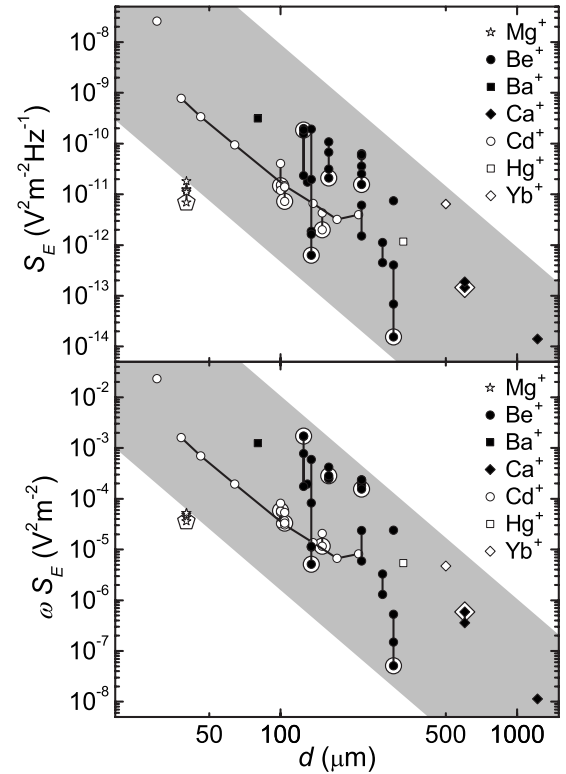 10⁻⁸
10⁻⁹
10⁻¹⁰
10⁻¹¹
10⁻¹²
10⁻¹³
10⁻¹⁴
S_E (V²m⁻²Hz⁻¹)
Mg⁺
Be⁺
Ba⁺
Ca⁺
Cd⁺
Hg⁺
Yb⁺
10⁻²
10⁻³
10⁻⁴
10⁻⁵
10⁻⁶
10⁻⁷
10⁻⁸
ω S_E (V²m⁻²)
Mg⁺
Be⁺
Ba⁺
Ca⁺
Cd⁺
Hg⁺
Yb⁺
50 100 500 1000
d (μm)